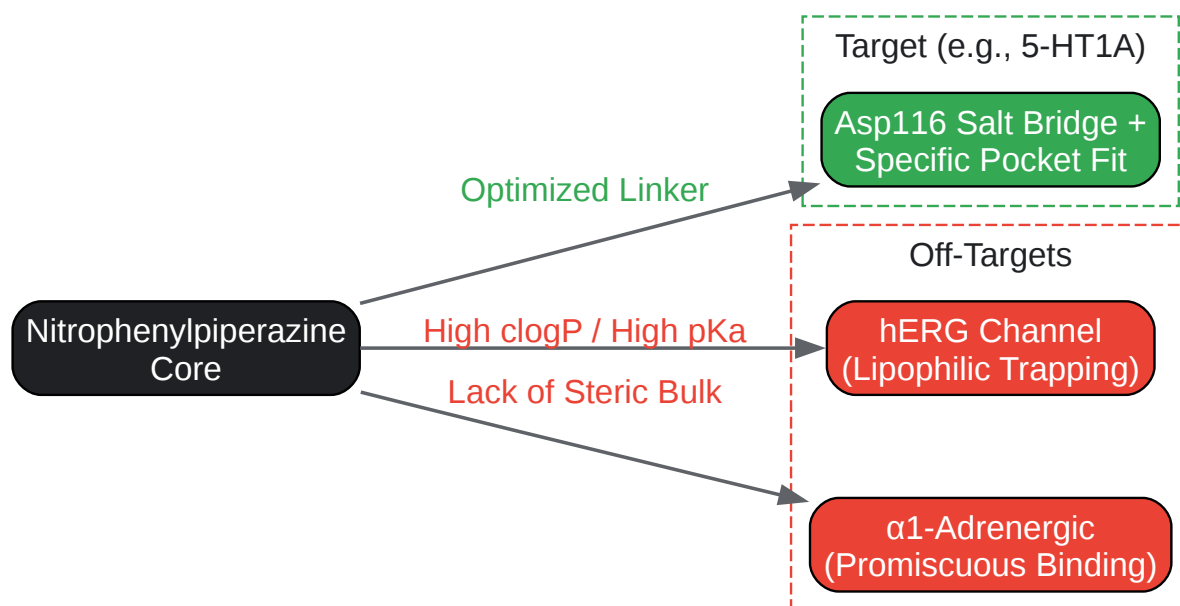 Target (e.g., 5-HT1A)
Asp116 Salt Bridge +
Specific Pocket Fit
Optimized Linker
Off-Targets
Nitrophenylpiperazine
Core
High clogP / High pKa
hERG Channel
(Lipophilic Trapping)
Lack of Steric Bulk
α1-Adrenergic
(Promiscuous Binding)